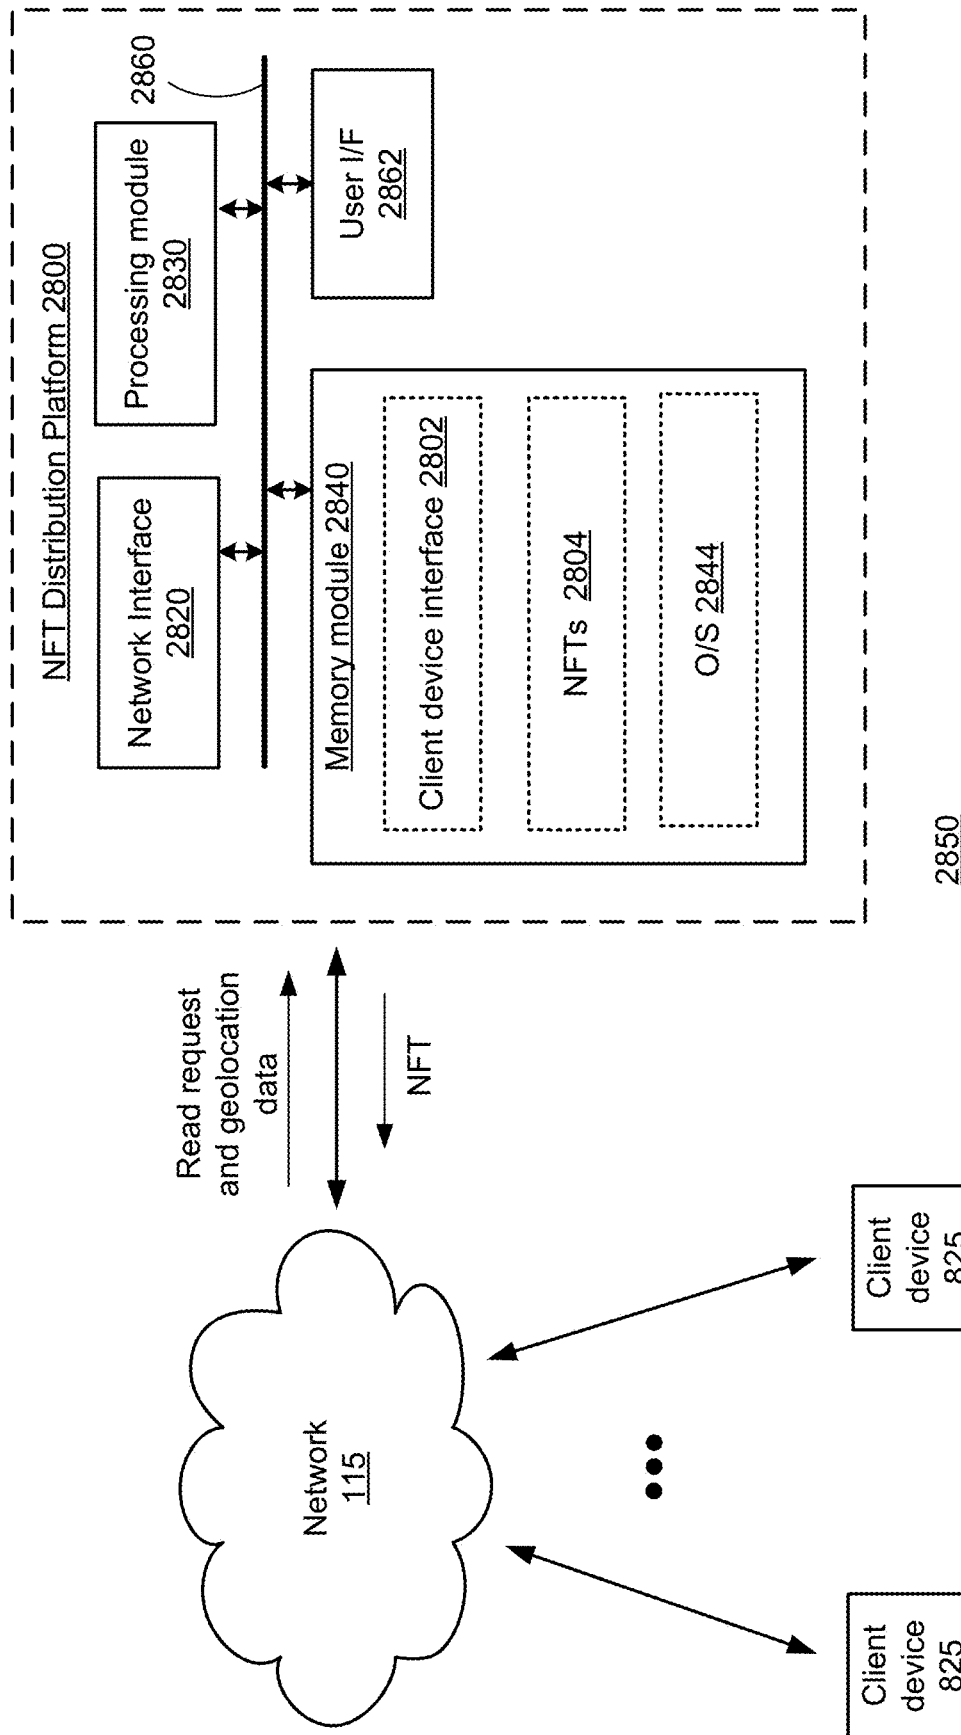 NFT Distribution Platform 2800
Network Interface
2820
Processing module
2830
2860
Memory module 2840
Client device interface 2802
NFTs 2804
O/S 2844
User I/F
2862
Read request
and geolocation
data
NFT
Network
115
Client
device
825
Client
device
825
2850